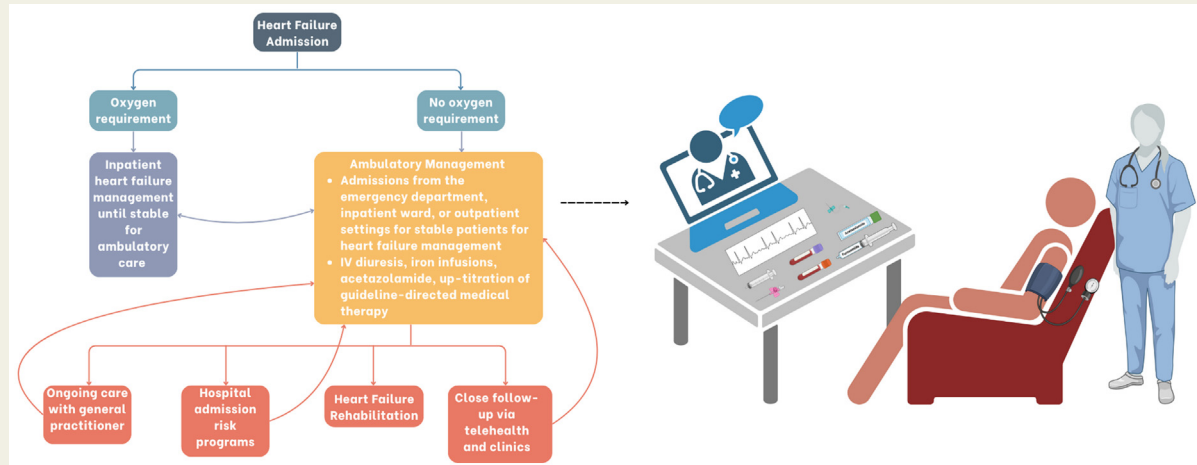 Heart Failure
Admission
Oxygen
requirement
No oxygen
requirement
Inpatient
heart failure
management
until stable
for
ambulatory
care
Ambulatory Management
• Admissions from the
emergency department,
inpatient ward, or outpatient
settings for stable patients for
heart failure management
• IV diuresis, iron infusions,
acetazolamide, up-titration of
guideline-directed medical
therapy
Ongoing care
with general
practitioner
Hospital
admission
risk
programs
Heart Failure
Rehabilitation
Close follow-
up via
telehealth
and clinics